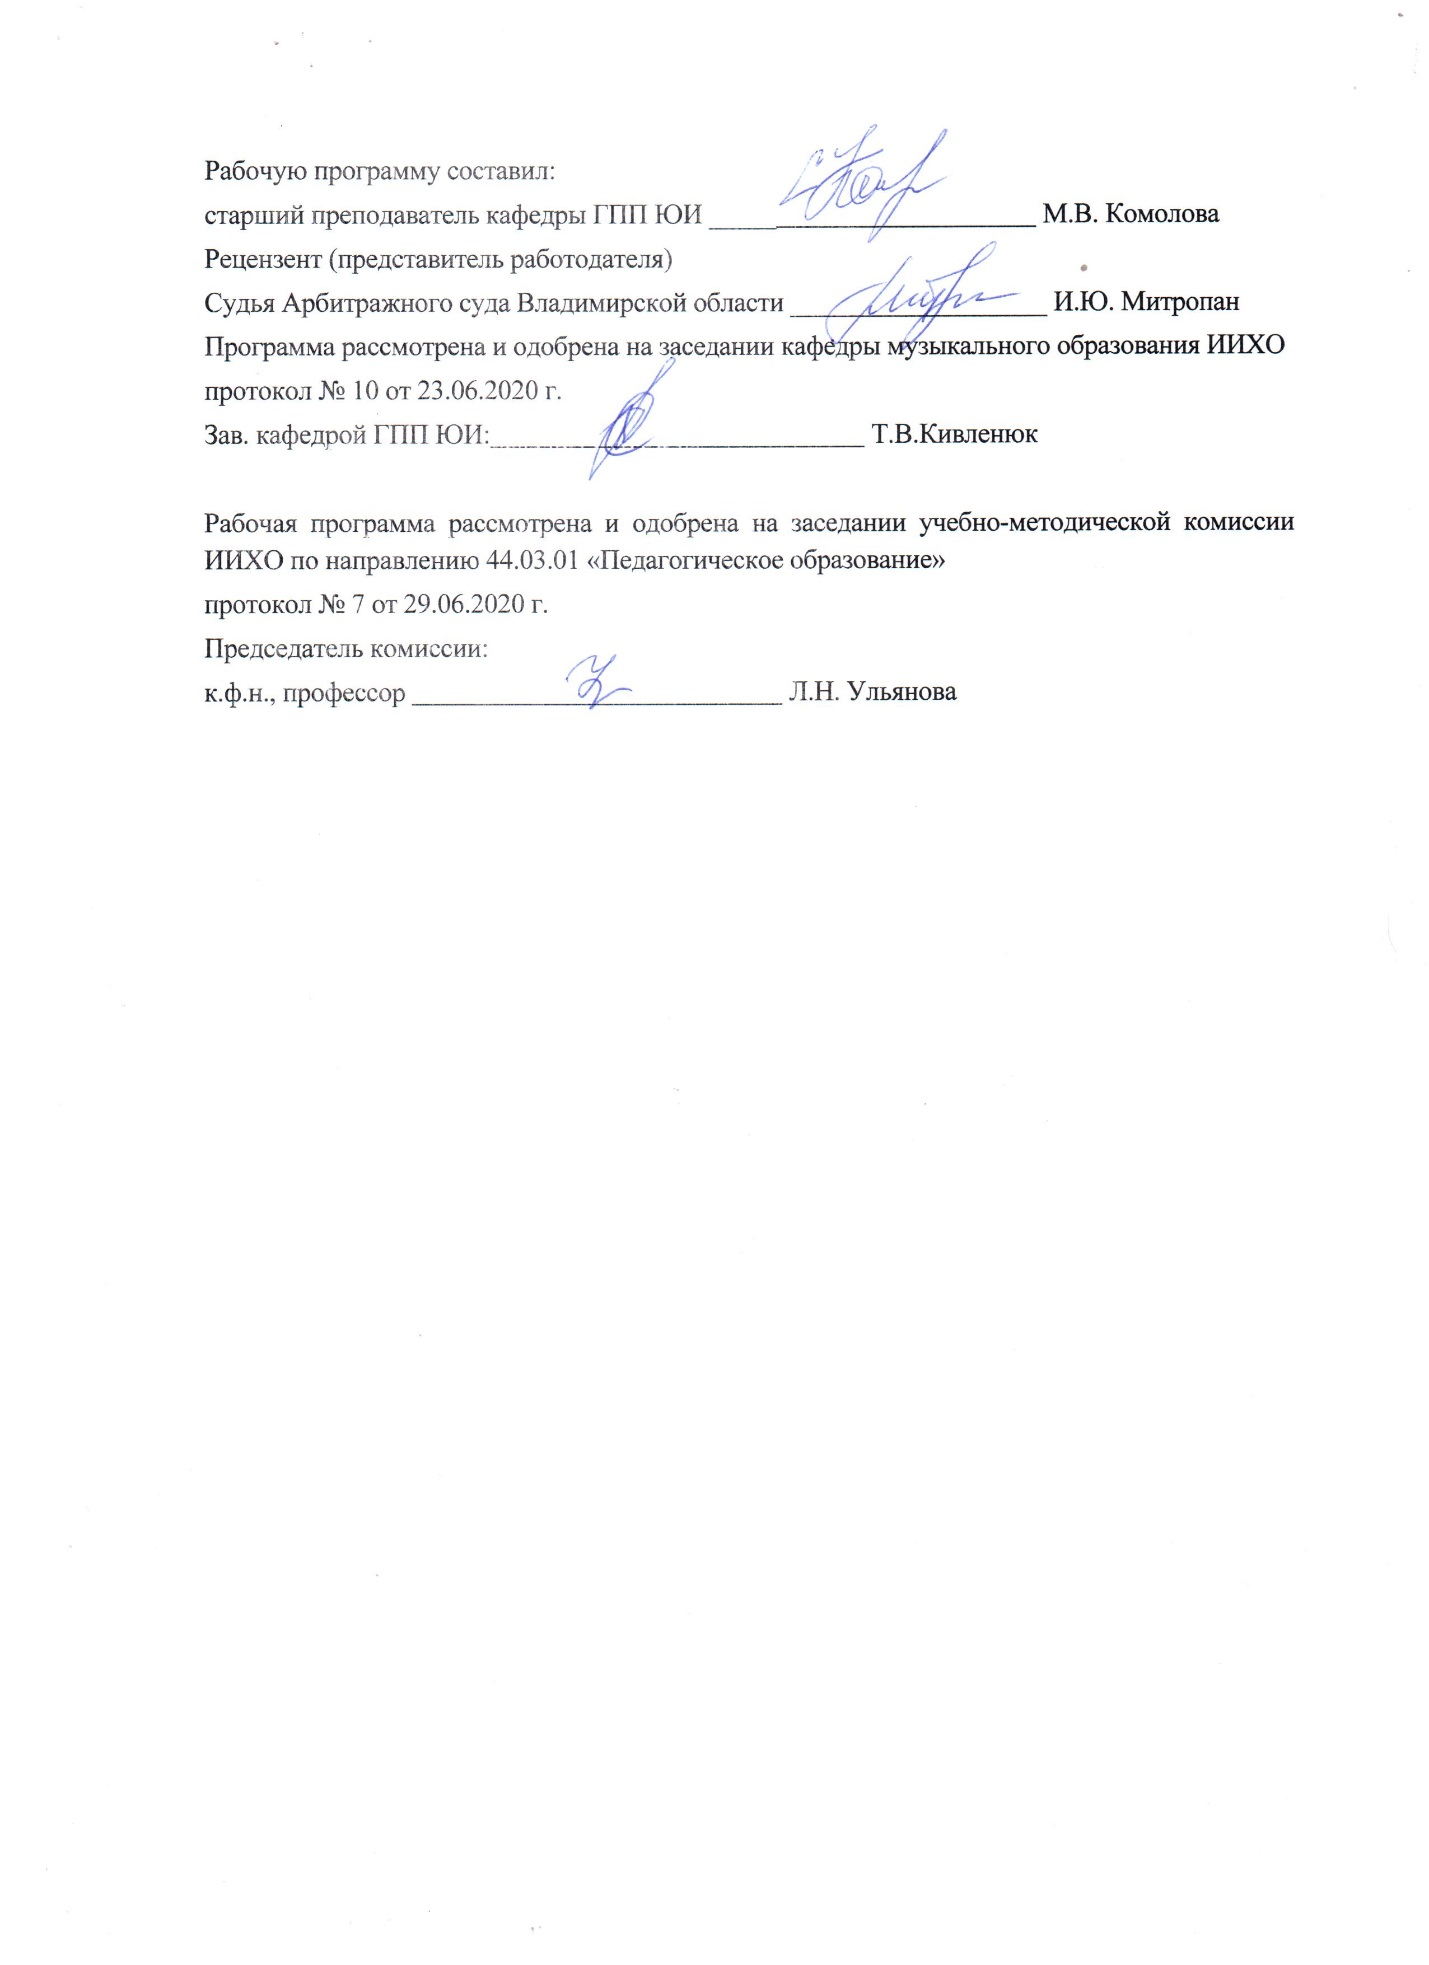 Рабочую программу составил:
старший преподаватель кафедры ГПП ЮИ ________________________ М.В. Комолова
Рецензент (представитель работодателя)
Судья Арбитражного суда Владимирской области ___________________ И.Ю. Митропан
Программа рассмотрена и одобрена на заседании кафедры музыкального образования ИИХО
протокол № 10 от 23.06.2020 г.
Зав. кафедрой ГПП ЮИ:____________________________ Т.В.Кивленюк
Рабочая программа рассмотрена и одобрена на заседании учебно-методической комиссии
ИИХО по направлению 44.03.01 «Педагогическое образование»
протокол № 7 от 29.06.2020 г.
Председатель комиссии:
к.ф.н., профессор ___________________________ Л.Н. Ульянова